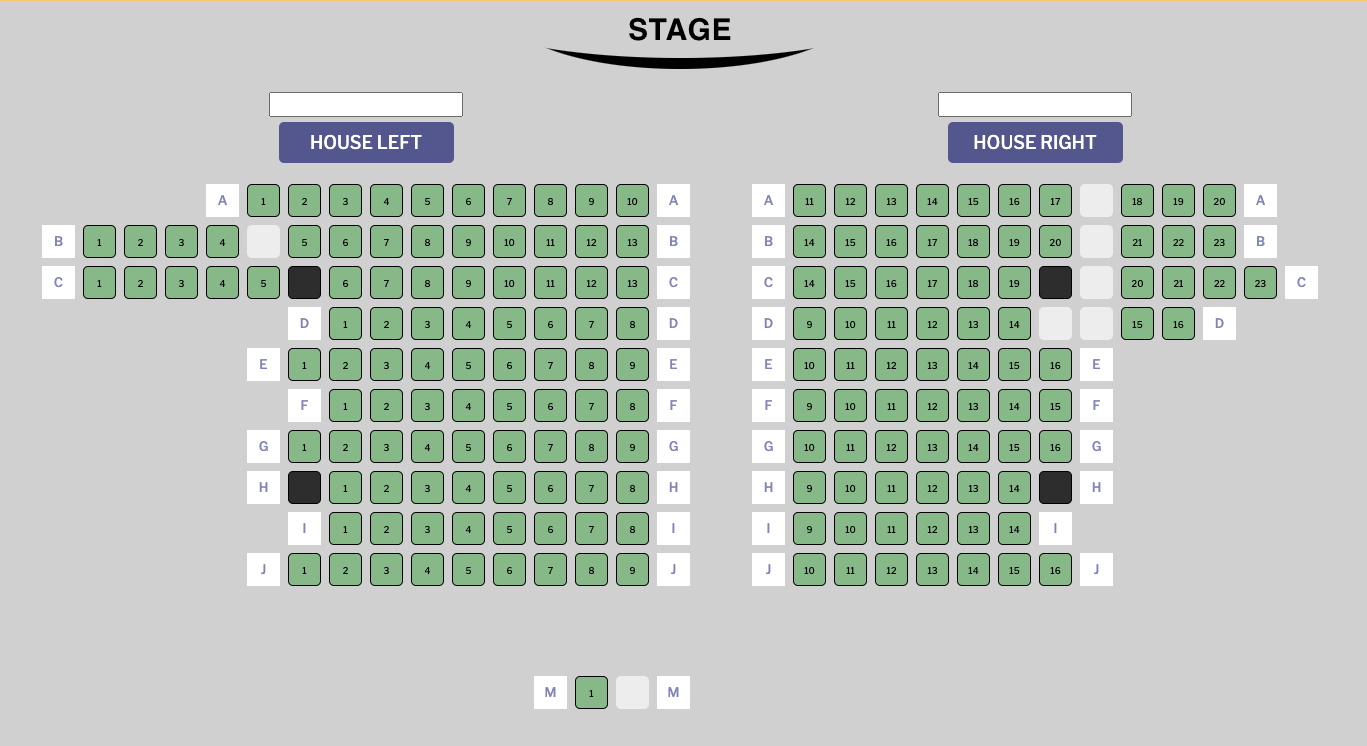 STAGE
HOUSE LEFT HOUSE RIGHT
A 1 2 3 4 5 6 7 8 9 10 A A 11 12 13 14 15 16 17 18 19 20 A
B 1 2 3 4 5 6 7 8 9 10 11 12 13 B B 14 15 16 17 18 19 20 21 22 23 B
C 1 2 3 4 5 6 7 8 9 10 11 12 13 C C 14 15 16 17 18 19 20 21 22 23 C
D 1 2 3 4 5 6 7 8 D D 9 10 11 12 13 14 15 16 D
E 1 2 3 4 5 6 7 8 9 E E 10 11 12 13 14 15 16 E
F 1 2 3 4 5 6 7 8 F F 9 10 11 12 13 14 15 F
G 1 2 3 4 5 6 7 8 9 G G 10 11 12 13 14 15 16 G
H 1 2 3 4 5 6 7 8 H H 9 10 11 12 13 14 H
I 1 2 3 4 5 6 7 8 I I 9 10 11 12 13 14 I
J 1 2 3 4 5 6 7 8 9 J J 10 11 12 13 14 15 16 J
M 1 M